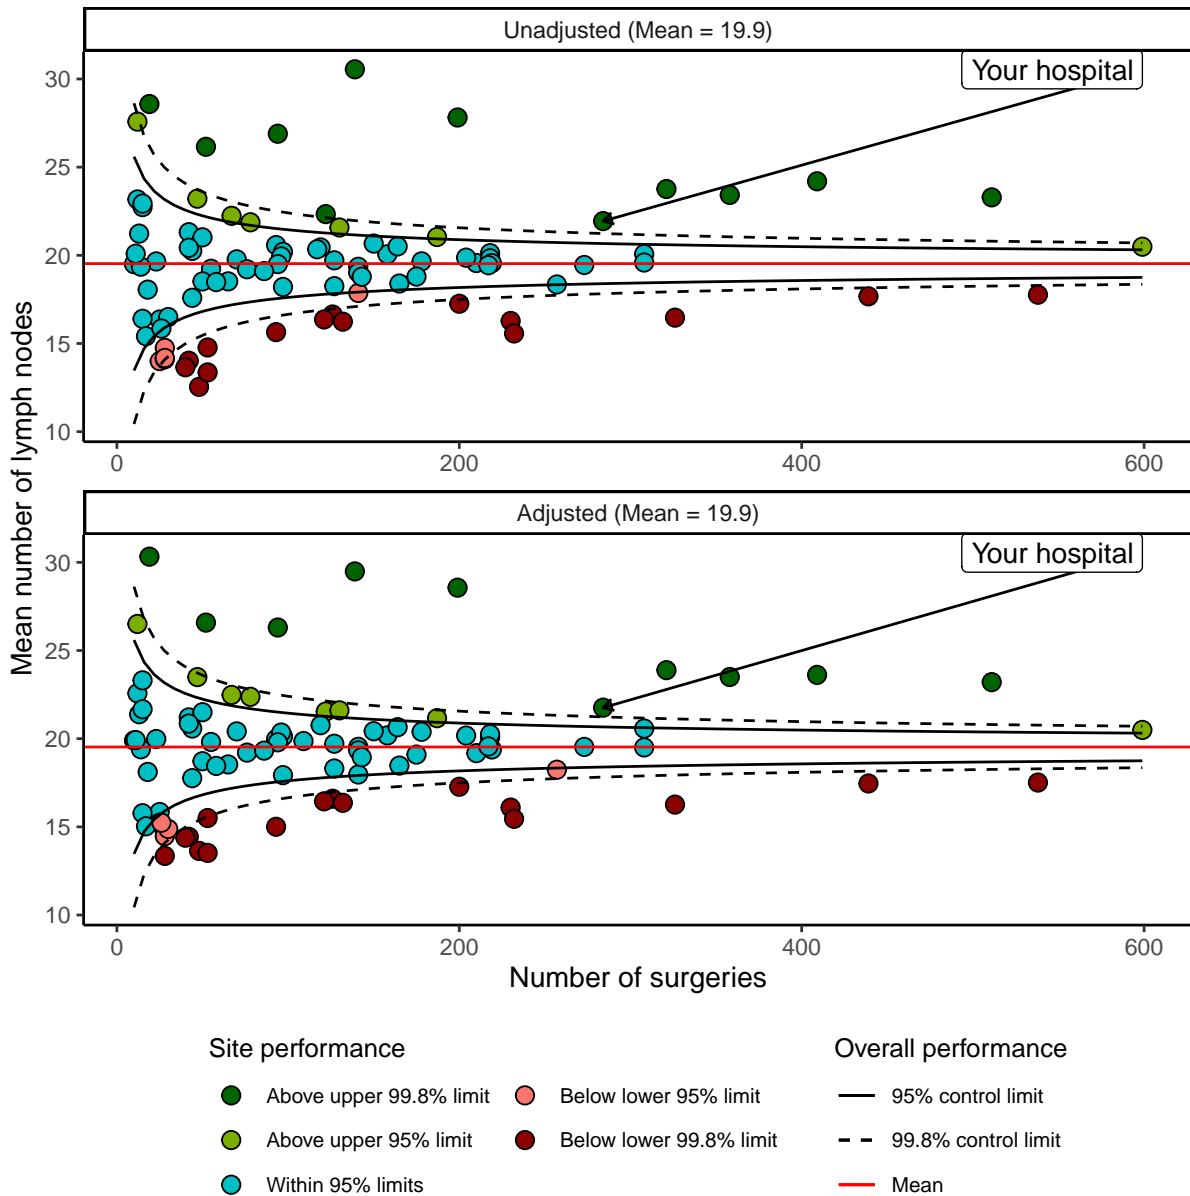 Unadjusted (Mean = 19.9)
Your hospital
30
25
20
15
10
0
200
400
600
Adjusted (Mean = 19.9)
Your hospital
30
25
20
15
10
0
200
400
600
Mean number of lymph nodes
Number of surgeries
Site performance
Above upper 99.8% limit
Above upper 95% limit
Within 95% limits
Below lower 95% limit
Below lower 99.8% limit
Overall performance
95% control limit
99.8% control limit
Mean